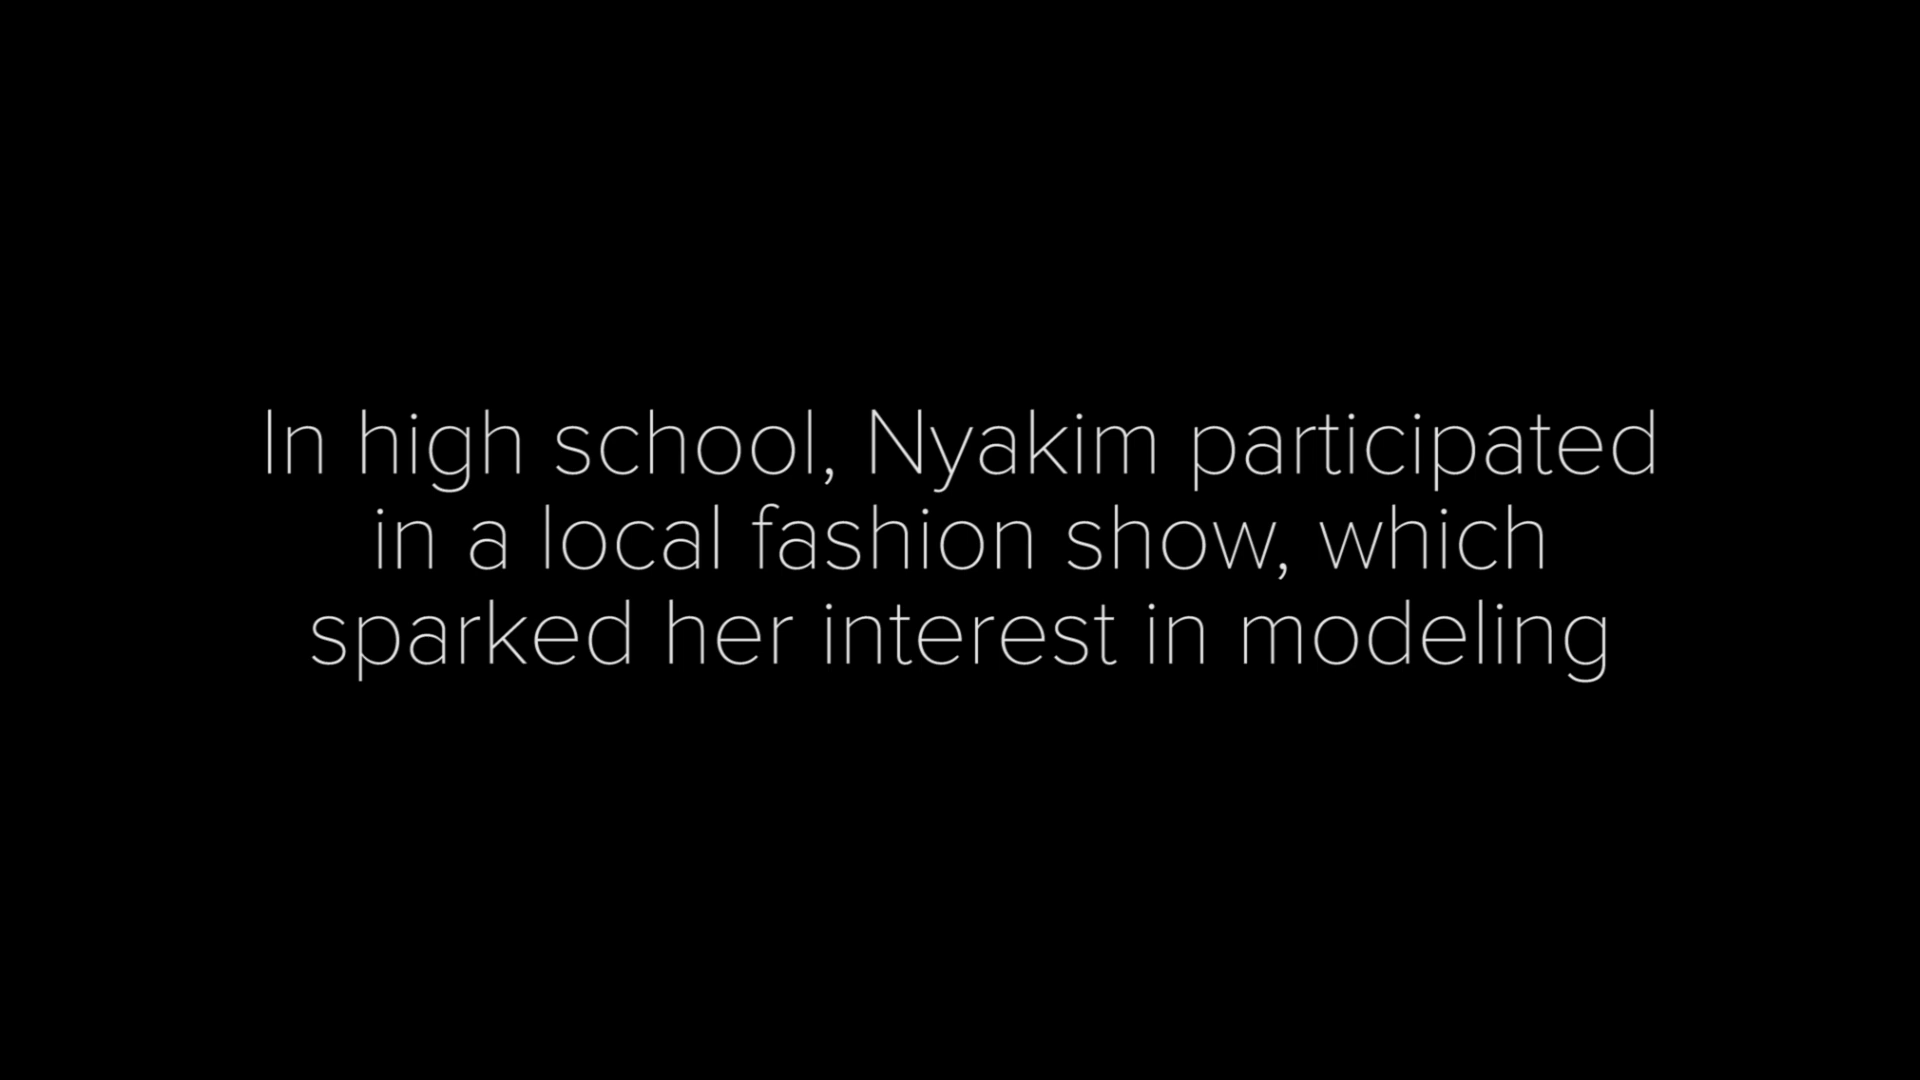 In high school, Nyakim participated
in a local fashion show, which
sparked her interest in modeling